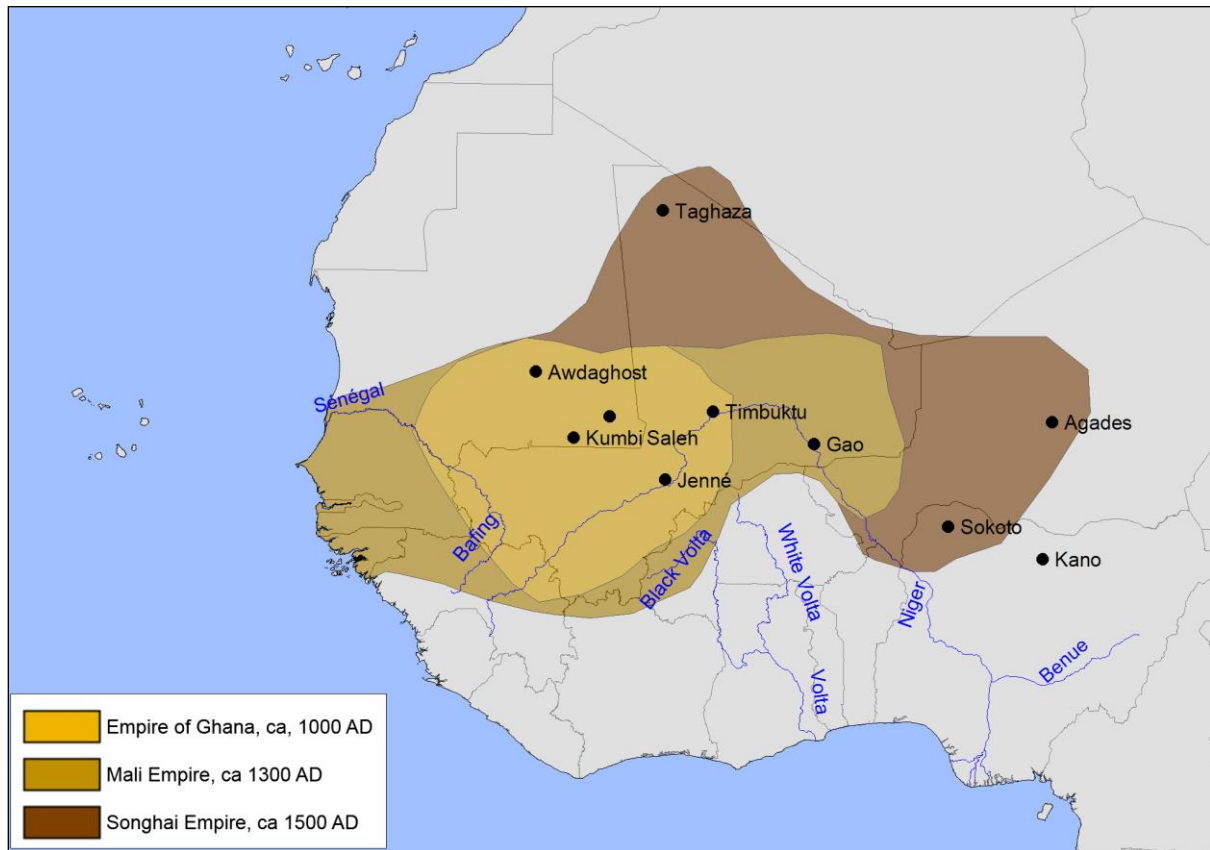 Taghaza
Awdaghost
Sénégal
Timbuktu
Kumbi Saleh
Agades
Gao
Jenné
Bafing
Sokoto
Black Volta
White Volta
Kano
Niger
Benue
Volta
Empire of Ghana, ca, 1000 AD
Mali Empire, ca 1300 AD
Songhai Empire, ca 1500 AD